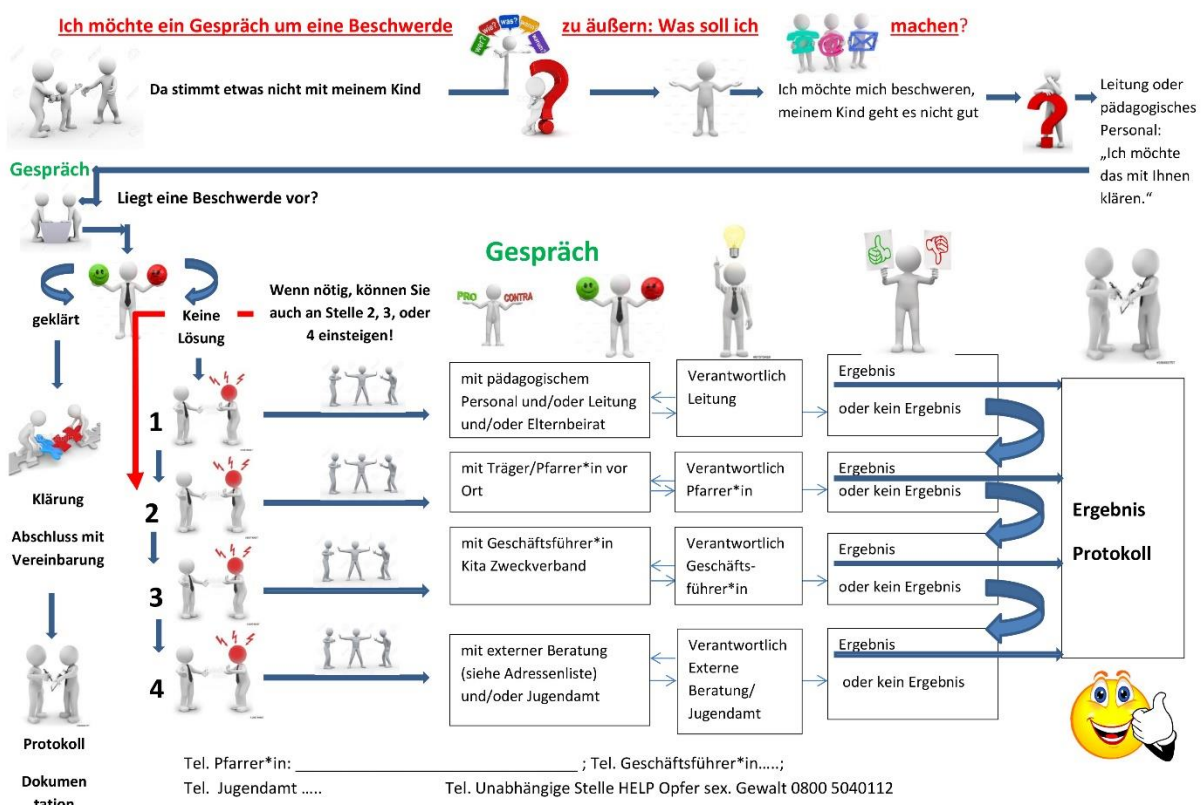 Ich möchte ein Gespräch um eine Beschwerde zu äußern: Was soll ich machen?
wer?
wie?
was?
wo?
warum?
Da stimmt etwas nicht mit meinem Kind
Ich möchte mich beschweren,
meinem Kind geht es nicht gut
Leitung oder
pädagogisches
Personal:
„Ich möchte
das mit Ihnen
klären.“
Gespräch
Liegt eine Beschwerde vor?
geklärt
Keine
Lösung
Wenn nötig, können Sie
auch an Stelle 2, 3, oder
4 einsteigen!
Gespräch
PRO
CONTRA
1
mit pädagogischem
Personal und/oder Leitung
und/oder Elternbeirat
Verantwortlich
Leitung
Ergebnis
oder kein Ergebnis
2
mit Träger/Pfarrer*in vor
Ort
Verantwortlich
Pfarrer*in
Ergebnis
oder kein Ergebnis
3
mit Geschäftsführer*in
Kita Zweckverband
Verantwortlich
Geschäfts-
führer*in
Ergebnis
oder kein Ergebnis
4
mit externer Beratung
(siehe Adressenliste)
und/oder Jugendamt
Verantwortlich
Externe
Beratung/
Jugendamt
Ergebnis
oder kein Ergebnis
Ergebnis
Protokoll
Klärung
Abschluss mit
Vereinbarung
Protokoll
Dokumen
tation
Tel. Pfarrer*in: ______________________________ ; Tel. Geschäftsführer*in.....;
Tel. Jugendamt .....
Tel. Unabhängige Stelle HELP Opfer sex. Gewalt 0800 5040112